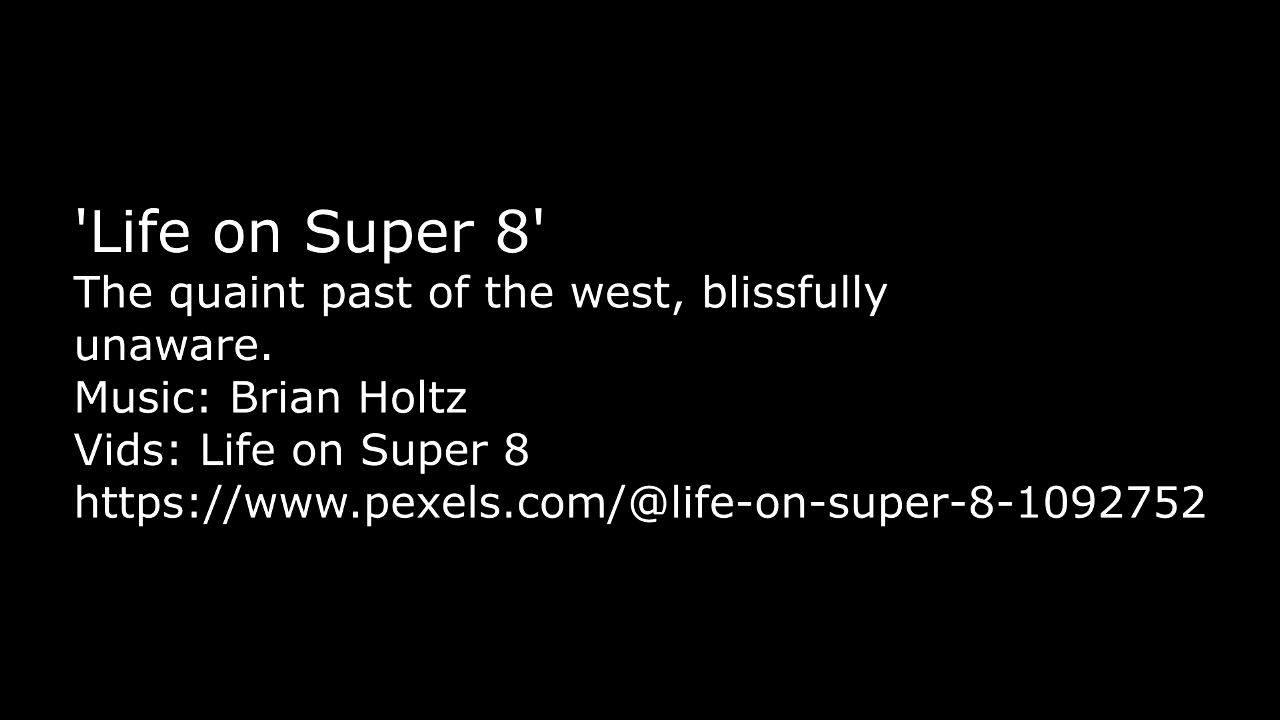 'Life on Super 8'
The quaint past of the west, blissfully
unaware.
Music: Brian Holtz
Vids: Life on Super 8
https://www.pexels.com/@life-on-super-8-1092752